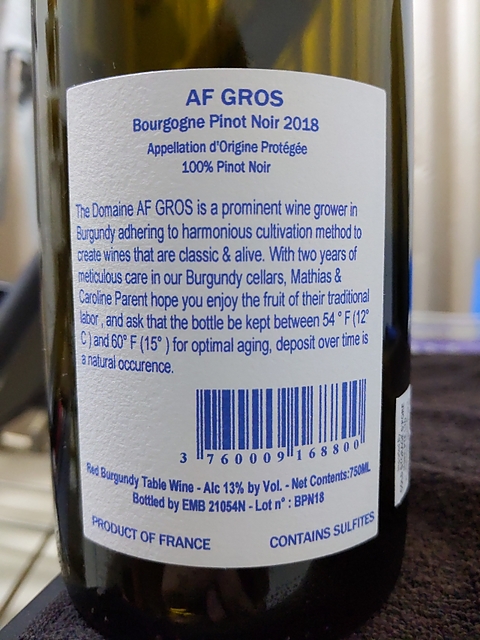 AF GROS
Bourgogne Pinot Noir 2018
Appellation d'Origine Protégée
100% Pinot Noir
The Domaine AF GROS is a prominent wine grower in
Burgundy adhering to harmonious cultivation method to
create wines that are classic & alive. With two years of
meticulous care in our Burgundy cellars, Mathias &
Caroline Parent hope you enjoy the fruit of their traditional
labor , and ask that the bottle be kept between 54 ° F (12°
C ) and 60° F (15° ) for optimal aging, deposit over time is
a natural occurence.
3 760009 168800
Red Burgundy Table Wine - Alc 13% by Vol. - Net Contents:750ML
Bottled by EMB 21054N - Lot n° : BPN18
PRODUCT OF FRANCE CONTAINS SULFITES